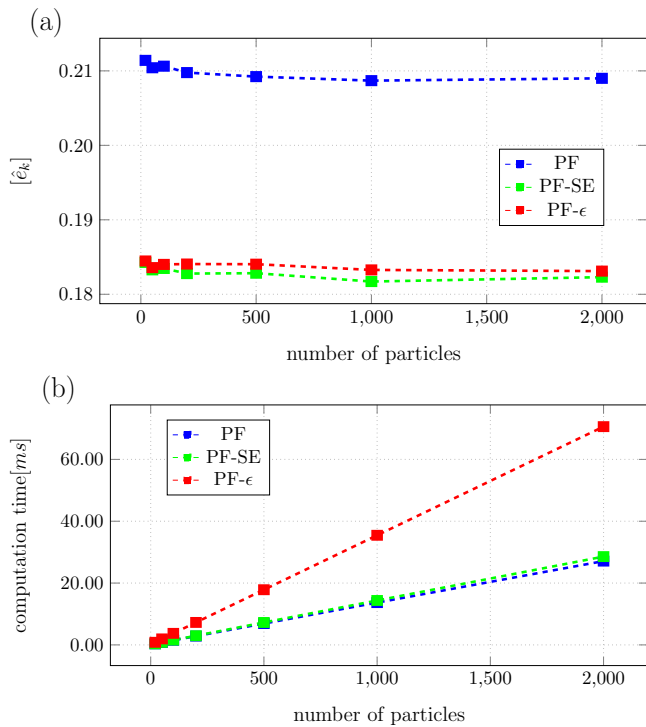 (a)
0.21
0.20
0.19
0.18
[ê_k]
PF
PF-SE
PF-ϵ
0 500 1,000 1,500 2,000
number of particles
(b)
60.00
40.00
20.00
0.00
computation time[ms]
PF
PF-SE
PF-ϵ
0 500 1,000 1,500 2,000
number of particles